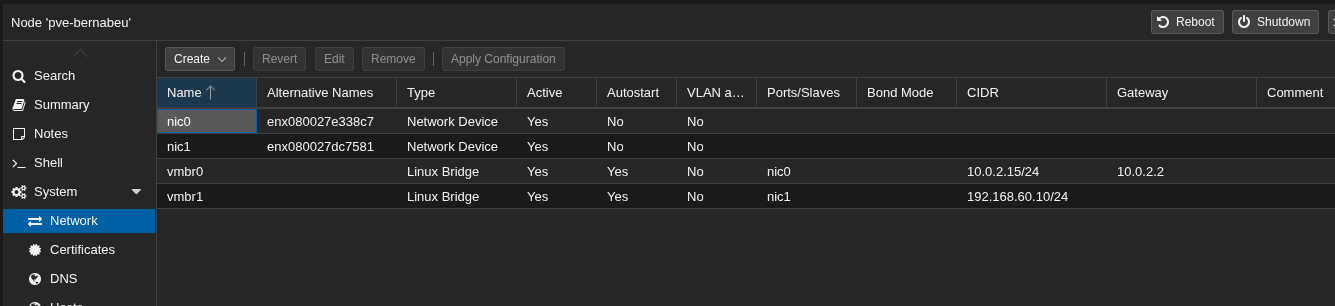 Node 'pve-bernabeu'
Reboot
Shutdown
Search
Summary
Notes
Shell
System
Network
Certificates
DNS
Hosts
Create
Revert
Edit
Remove
Apply Configuration
Name Alternative Names Type Active Autostart VLAN a... Ports/Slaves Bond Mode CIDR Gateway Comment
nic0 enx080027e338c7 Network Device Yes No No
nic1 enx080027dc7581 Network Device Yes No No
vmbr0 Linux Bridge Yes Yes No nic0 10.0.2.15/24 10.0.2.2
vmbr1 Linux Bridge Yes Yes No nic1 192.168.60.10/24